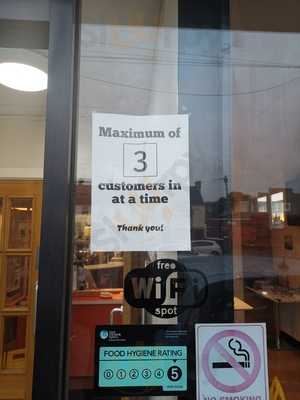 Maximum of
3
customers in
at a time
Thank you!
free
WiFi
spot
FOOD HYGIENE RATING
0 1 2 3 4 5
NO SMOKING